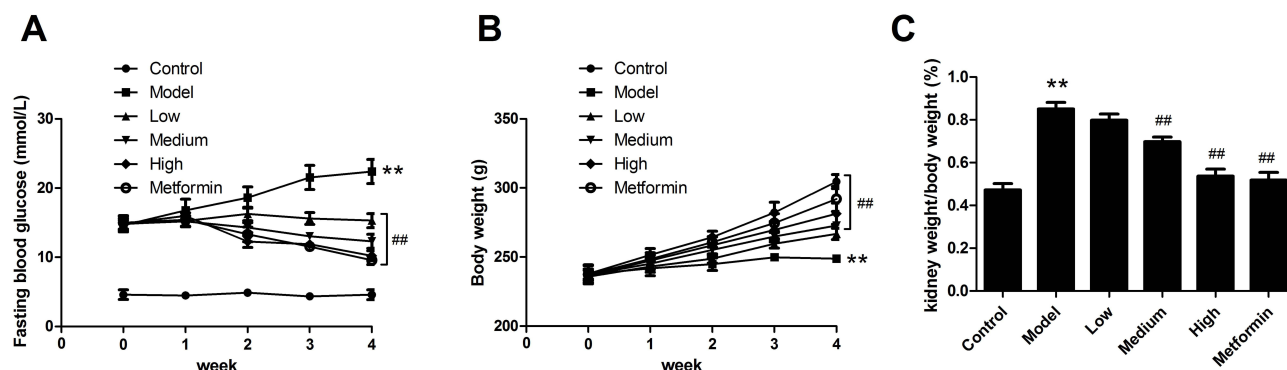 A
Control
Model
Low
Medium
High
Metformin
Fasting blood glucose (mmol/L)
30
20
10
0
0
0
1
2
3
4
week
**
##
B
Control
Model
Low
Medium
High
Metformin
Body weight (g)
350
300
250
200
0
0
1
2
3
4
week
##
**
C
kidney weight/body weight (%)
1.0
0.8
0.6
0.4
0.2
0.0
**
##
##
##
Control
Model
Low
Medium
High
Metformin